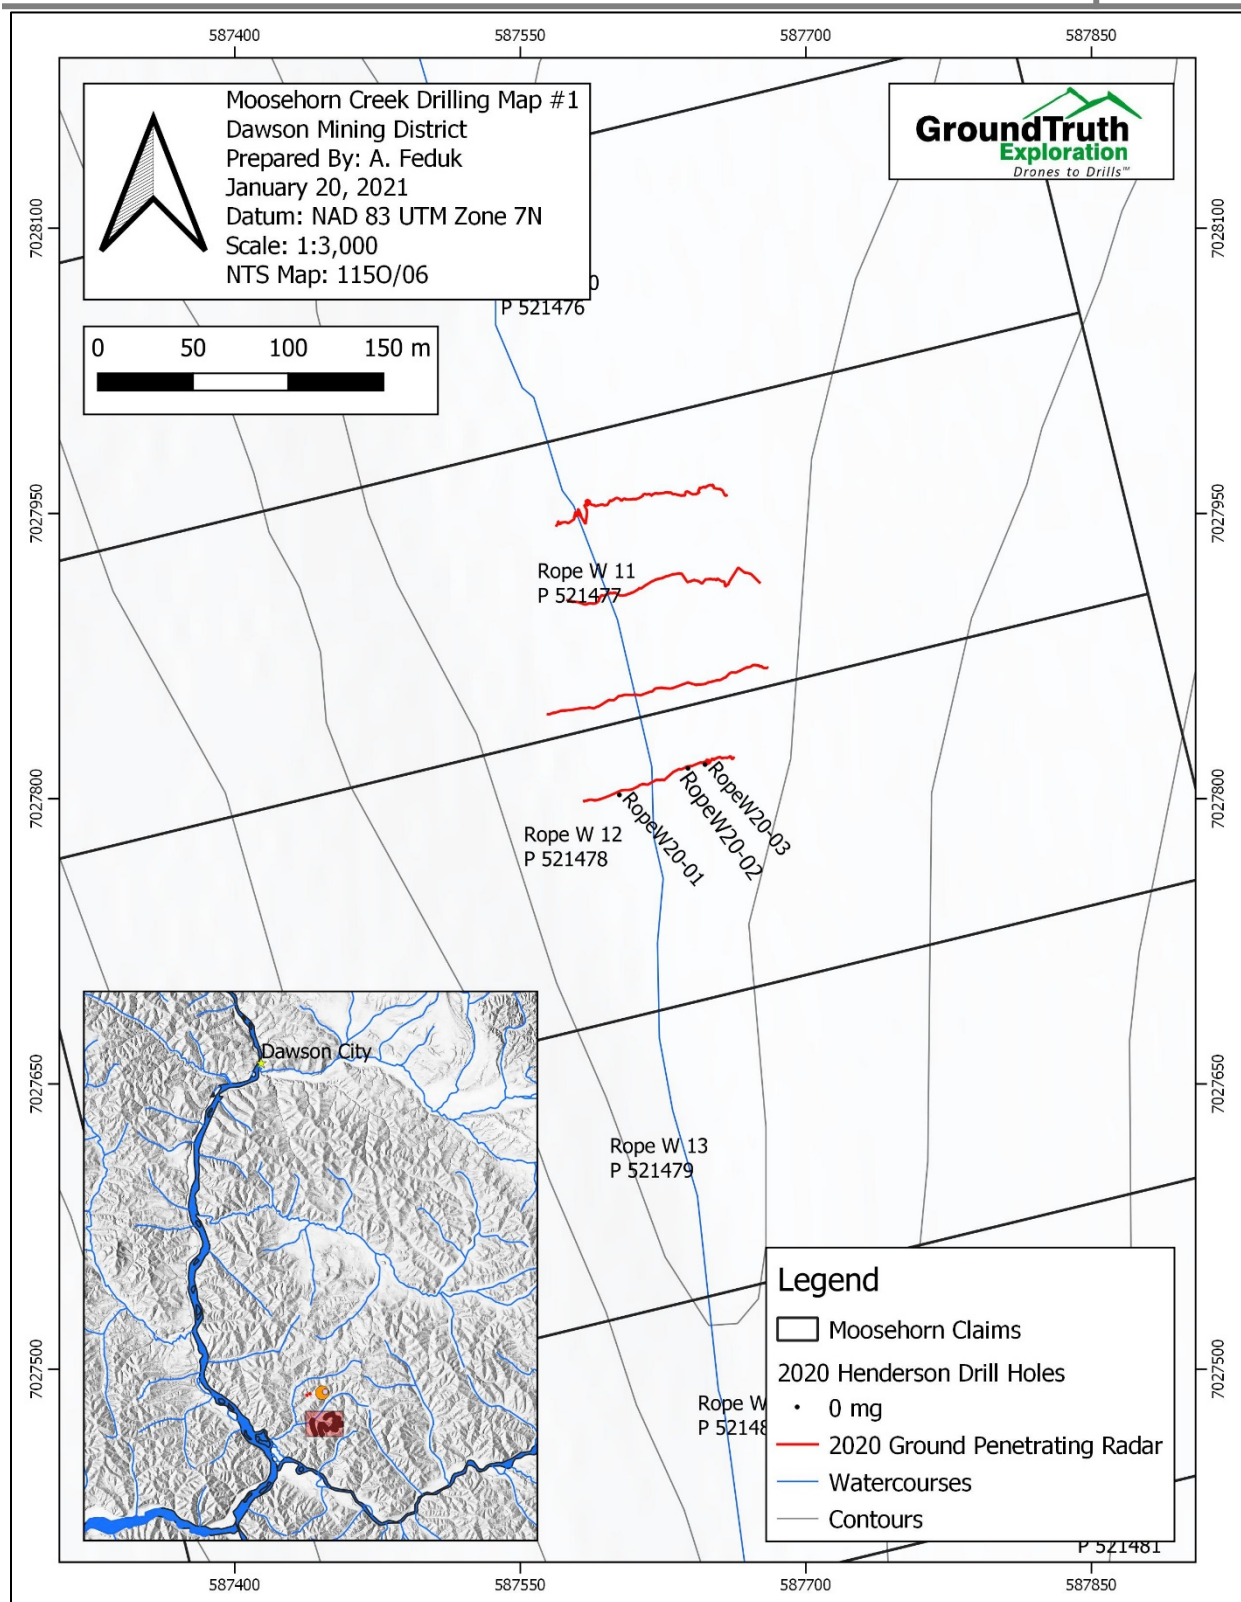 587400
587550
587700
587850
Moosehorn Creek Drilling Map #1
Dawson Mining District
Prepared By: A. Feduk
January 20, 2021
Datum: NAD 83 UTM Zone 7N
Scale: 1:3,000
NTS Map: 115O/06
GroundTruth
Exploration
Drones to Drills™
7028100
7028100
0
P 521476
0 50 100 150 m
7027950
7027950
Rope W 11
P 521477
7027800
7027800
RopeW20-01
RopeW20-02
RopeW20-03
Rope W 12
P 521478
Dawson City
7027650
7027650
Rope W 13
P 521479
Legend
Moosehorn Claims
2020 Henderson Drill Holes
0 mg
2020 Ground Penetrating Radar
Watercourses
Contours
7027500
7027500
Rope W
P 52148
P 521481
587400
587550
587700
587850